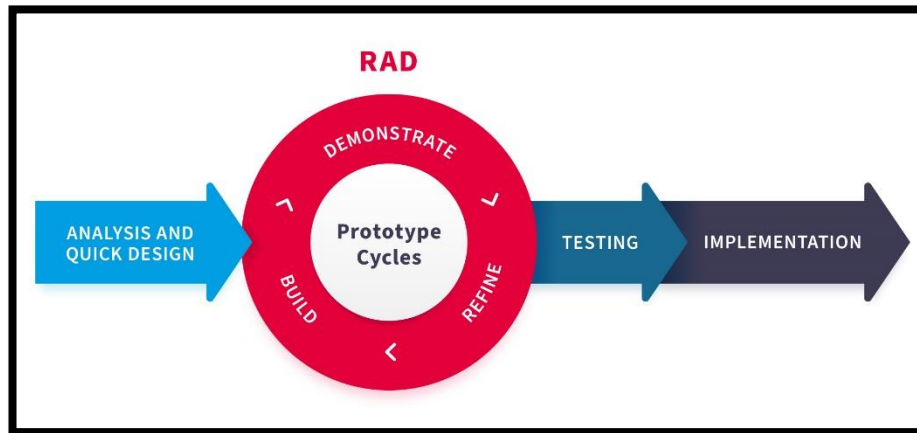 RAD
ANALYSIS AND
QUICK DESIGN
DEMONSTRATE
Prototype
Cycles
BUILD
REFINE
TESTING
IMPLEMENTATION